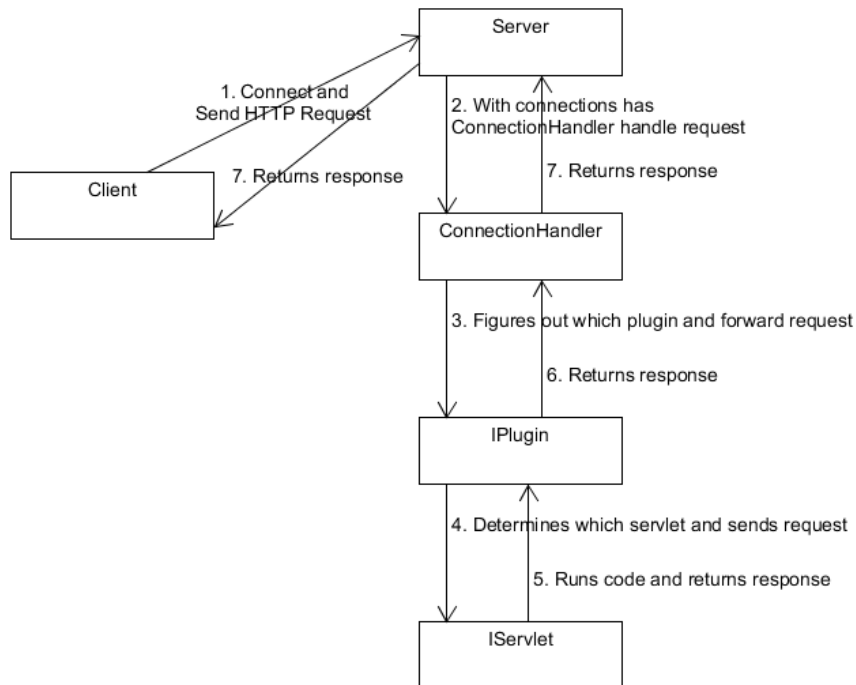 Server
1. Connect and
Send HTTP Request
2. With connections has
ConnectionHandler handle request
7. Returns response
7. Returns response
Client
ConnectionHandler
3. Figures out which plugin and forward request
6. Returns response
IPlugin
4. Determines which servlet and sends request
5. Runs code and returns response
IServlet